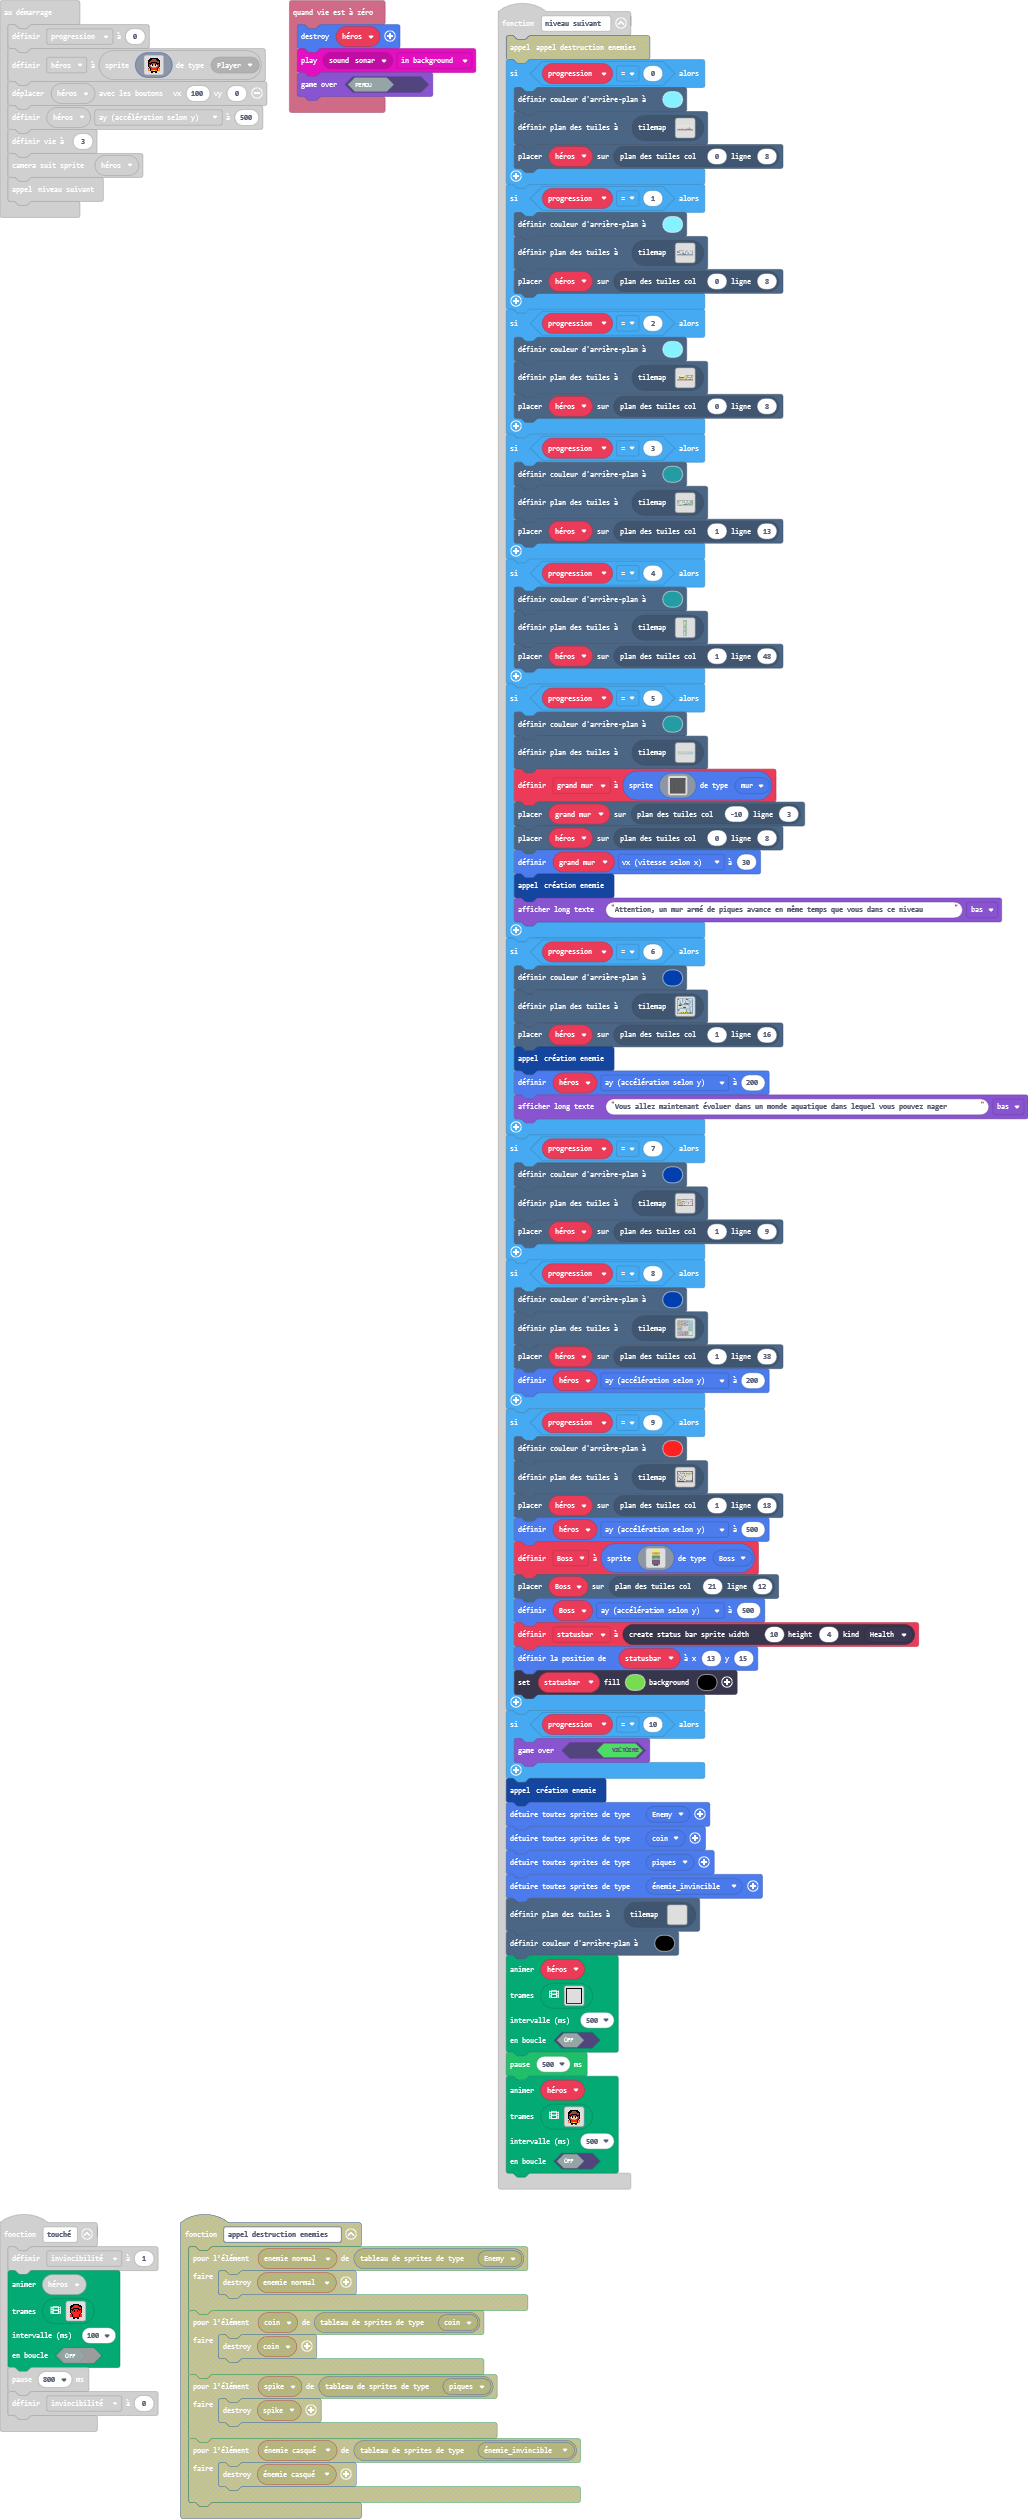 au démarrage
définir progression à 0
définir héros à sprite de type Player
déplacer héros avec les boutons vx 100 vy 0
définir héros ay (accélération selon y) à 500
définir vie à 3
camera suit sprite héros
appel niveau suivant
quand vie est à zéro
destroy héros
play sound sonar in background
game over PERDU
fonction niveau suivant
appel appel destruction enemies
si progression = 0 alors
définir couleur d'arrière-plan à
définir plan des tuiles à tilemap
placer héros sur plan des tuiles col 0 ligne 8
si progression = 1 alors
définir couleur d'arrière-plan à
définir plan des tuiles à tilemap
placer héros sur plan des tuiles col 0 ligne 8
si progression = 2 alors
définir couleur d'arrière-plan à
définir plan des tuiles à tilemap
placer héros sur plan des tuiles col 0 ligne 8
si progression = 3 alors
définir couleur d'arrière-plan à
définir plan des tuiles à tilemap
placer héros sur plan des tuiles col 1 ligne 13
si progression = 4 alors
définir couleur d'arrière-plan à
définir plan des tuiles à tilemap
placer héros sur plan des tuiles col 1 ligne 48
si progression = 5 alors
définir couleur d'arrière-plan à
définir plan des tuiles à tilemap
définir grand mur à sprite de type mur
placer grand mur sur plan des tuiles col -10 ligne 3
placer héros sur plan des tuiles col 0 ligne 8
définir grand mur vx (vitesse selon x) à 30
appel création enemie
afficher long texte "Attention, un mur armé de piques avance en même temps que vous dans ce niveau" bas
si progression = 6 alors
définir couleur d'arrière-plan à
définir plan des tuiles à tilemap
placer héros sur plan des tuiles col 1 ligne 16
appel création enemie
définir héros ay (accélération selon y) à 200
afficher long texte "Vous allez maintenant évoluer dans un monde aquatique dans lequel vous pouvez nager" bas
si progression = 7 alors
définir couleur d'arrière-plan à
définir plan des tuiles à tilemap
placer héros sur plan des tuiles col 1 ligne 9
si progression = 8 alors
définir couleur d'arrière-plan à
définir plan des tuiles à tilemap
placer héros sur plan des tuiles col 1 ligne 38
définir héros ay (accélération selon y) à 200
si progression = 9 alors
définir couleur d'arrière-plan à
définir plan des tuiles à tilemap
placer héros sur plan des tuiles col 1 ligne 18
définir héros ay (accélération selon y) à 500
définir Boss à sprite de type Boss
placer Boss sur plan des tuiles col 21 ligne 12
définir Boss ay (accélération selon y) à 500
définir statusbar à create status bar sprite width 10 height 4 kind Health
définir la position de statusbar à x 13 y 15
set statusbar fill background
si progression = 10 alors
game over VICTOIRE
appel création enemie
détuire toutes sprites de type Enemy
détuire toutes sprites de type coin
détuire toutes sprites de type piques
détuire toutes sprites de type énemie_invincible
définir plan des tuiles à tilemap
définir couleur d'arrière-plan à
animer héros
trames
intervalle (ms) 500
en boucle OFF
pause 500 ms
animer héros
trames
intervalle (ms) 500
en boucle OFF
fonction touché
définir invincibilité à 1
animer héros
trames
intervalle (ms) 100
en boucle OFF
pause 800 ms
définir invincibilité à 0
fonction appel destruction enemies
pour l'élément enemie normal de tableau de sprites de type Enemy
faire destroy enemie normal
pour l'élément coin de tableau de sprites de type coin
faire destroy coin
pour l'élément spike de tableau de sprites de type piques
faire destroy spike
pour l'élément énemie casqué de tableau de sprites de type énemie_invincible
faire destroy énemie casqué